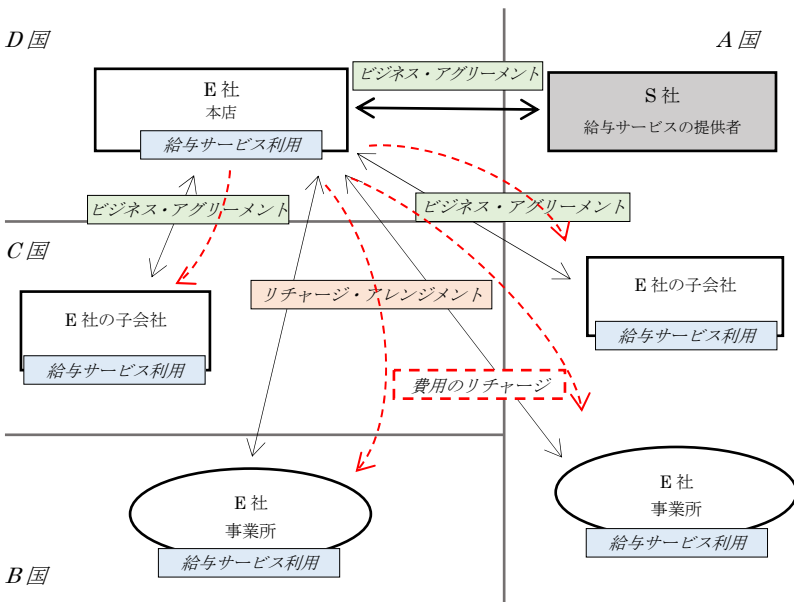 D国
A国
ビジネス・アグリーメント
E 社
本店
給与サービス利用
S 社
給与サービスの提供者
ビジネス・アグリーメント
ビジネス・アグリーメント
C国
リチャージ・アレンジメント
E 社の子会社
給与サービス利用
E 社の子会社
給与サービス利用
費用のリチャージ
E 社
事業所
給与サービス利用
E 社
事業所
給与サービス利用
B国